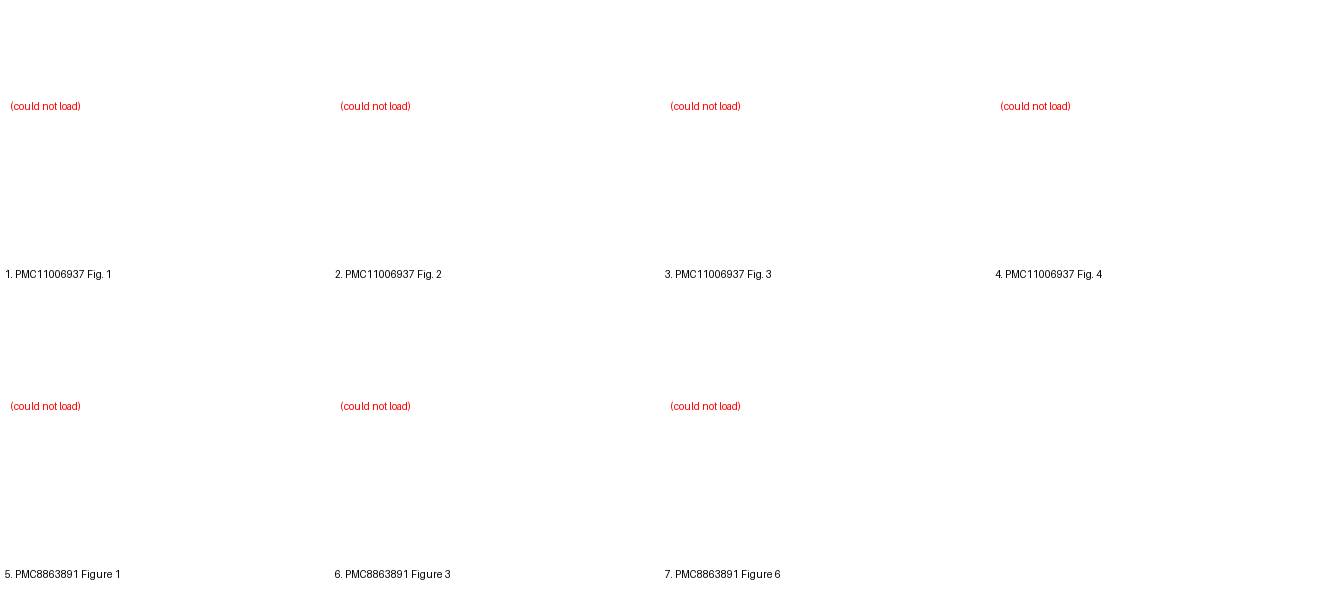 (could not load) (could not load) (could not load) (could not load)
1. PMC11006937 Fig. 1 2. PMC11006937 Fig. 2 3. PMC11006937 Fig. 3 4. PMC11006937 Fig. 4
(could not load) (could not load) (could not load)
5. PMC8863891 Figure 1 6. PMC8863891 Figure 3 7. PMC8863891 Figure 6